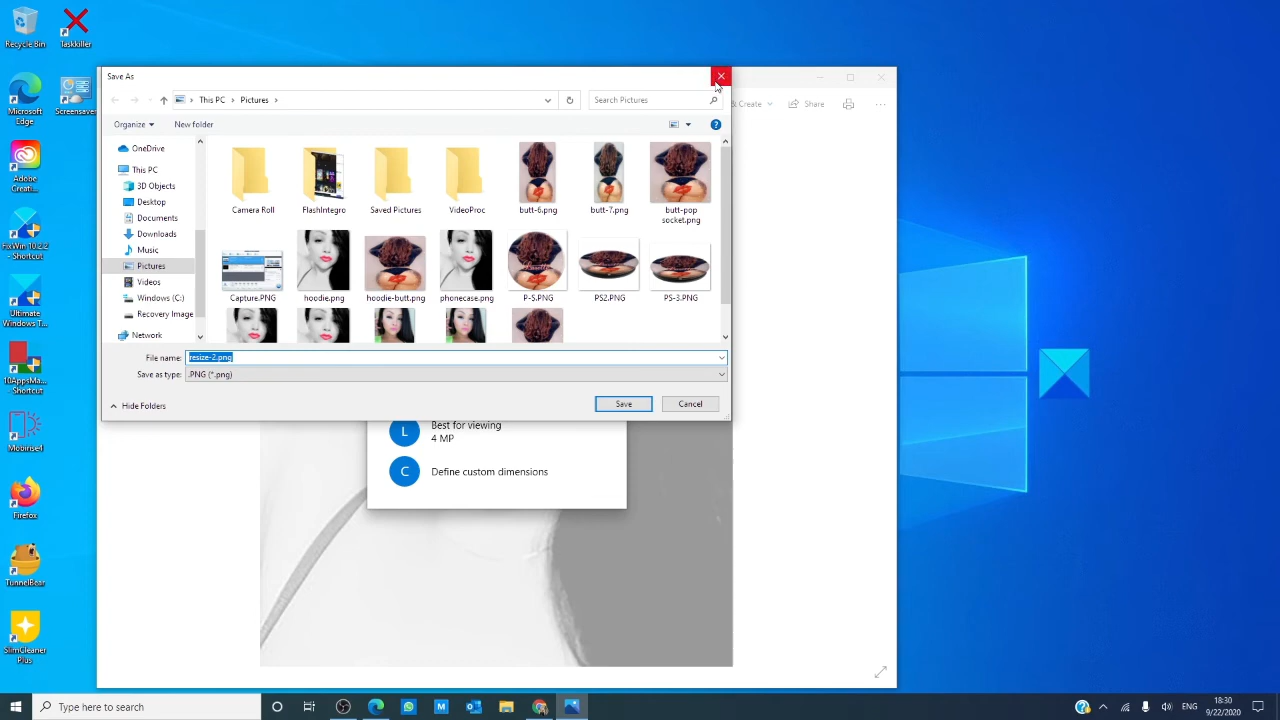 Recycle Bin
Taskkiller
Microsoft
Edge
Screensaver
Adobe
Creati...
FixWin 10.2.2
- Shortcut
Ultimate
Windows T...
10AppsMa...
- Shortcut
Mobirise4
Firefox
TunnelBear
SlimCleaner
Plus
Save As
This PC
Pictures
Search Pictures
& Create
Share
Organize
New folder
OneDrive
This PC
3D Objects
Desktop
Documents
Downloads
Music
Pictures
Videos
Windows (C:)
Recovery Image
Network
Camera Roll
FlashIntegro
Saved Pictures
VideoProc
butt-6.png
butt-7.png
butt-pop
socket.png
Capture.PNG
hoodie.png
hoodie-butt.png
phonecase.png
P-S.PNG
PS2.PNG
PS-3.PNG
File name:
resize-2.png
Save as type:
.PNG (*.png)
Hide Folders
Save
Cancel
L
Best for viewing
4 MP
C
Define custom dimensions
Type here to search
M
ENG
18:30
9/22/2020